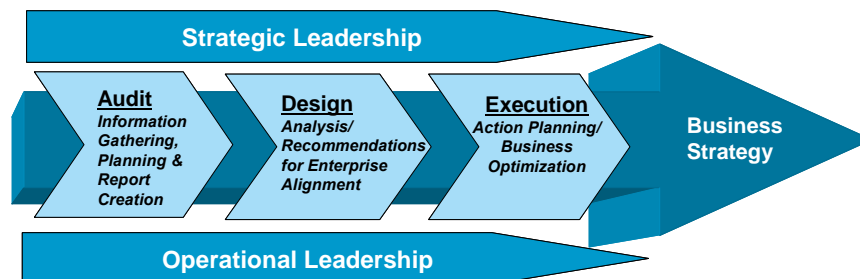 Strategic Leadership
Audit
Information
Gathering,
Planning &
Report
Creation
Design
Analysis/
Recommendations
for Enterprise
Alignment
Execution
Action Planning/
Business
Optimization
Business
Strategy
Operational Leadership